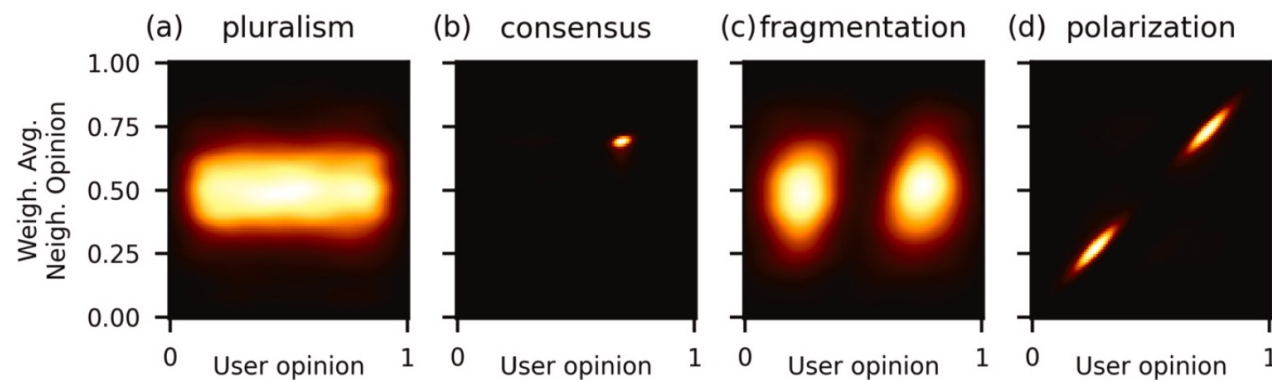 (a) pluralism
(b) consensus
(c) fragmentation
(d) polarization
Weigh. Avg.
Neigh. Opinion
1.00
0.75
0.50
0.25
0.00
0 User opinion 1
0 User opinion 1
0 User opinion 1
0 User opinion 1